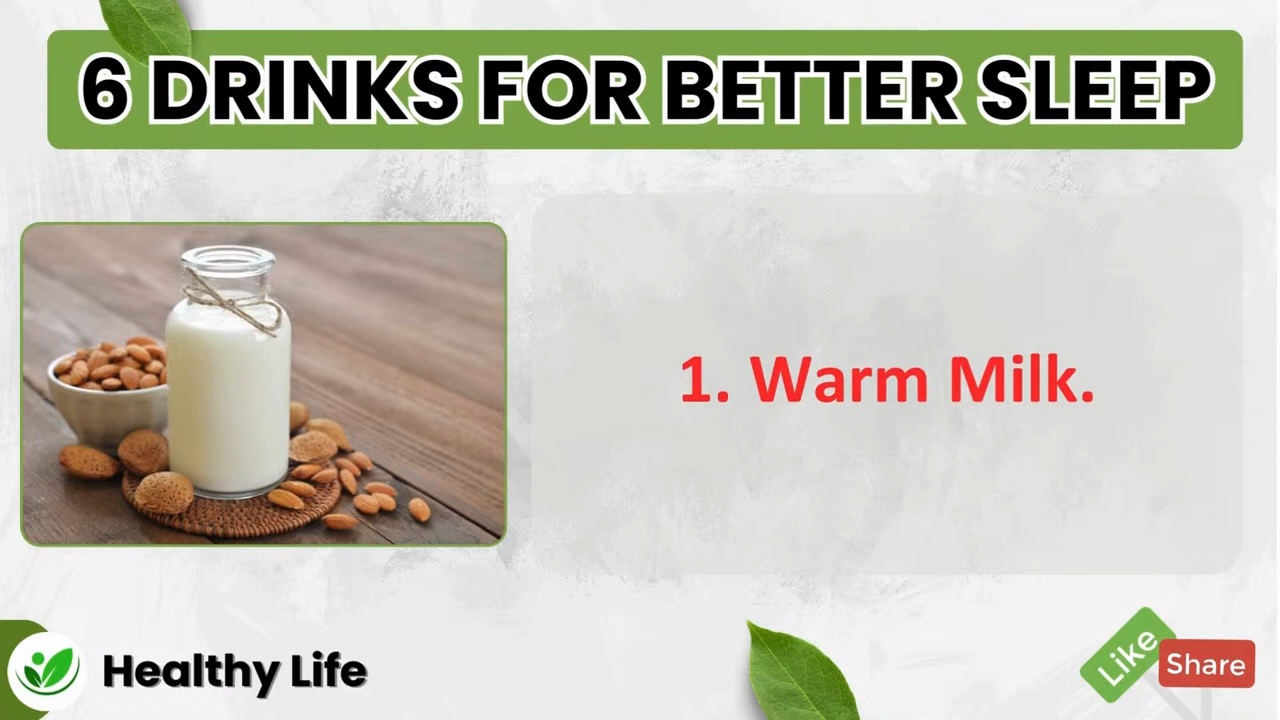 6 DRINKS FOR BETTER SLEEP
1. Warm Milk.
Healthy Life
Like
Share